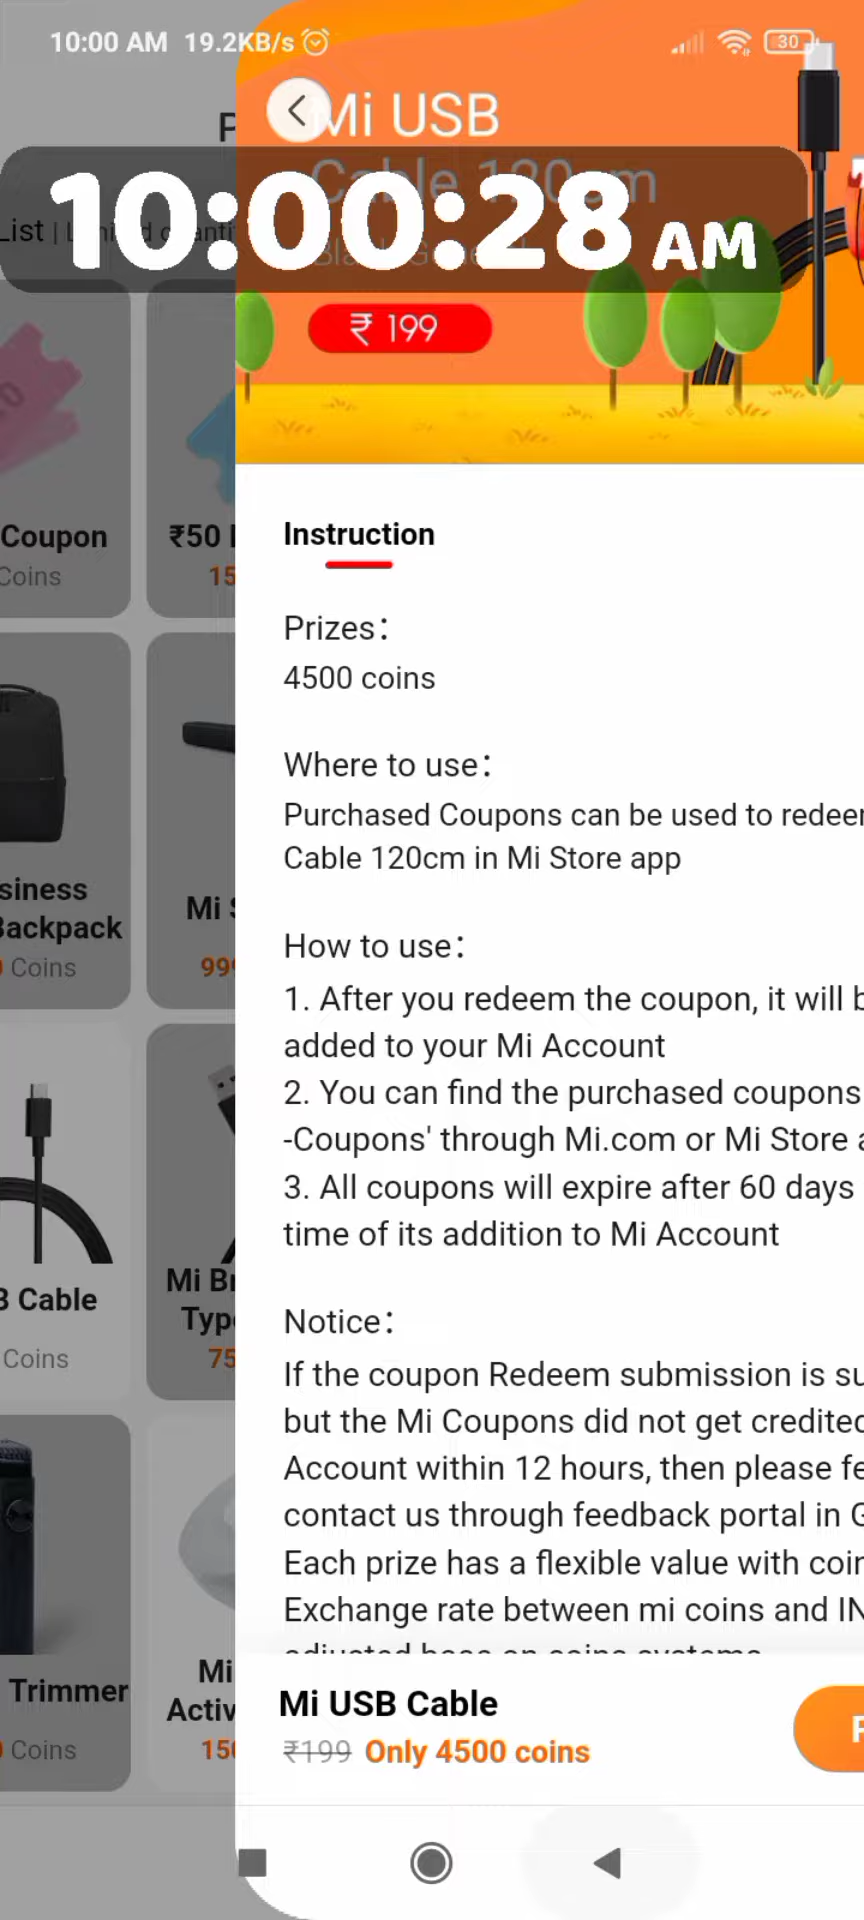 10:00 AM 19.2KB/s
30
Mi USB
Cable 120cm
10:00:28 AM
List
₹ 199
Coupon
Coins
₹50
15
Instruction
Prizes:
4500 coins
Where to use:
Purchased Coupons can be used to redeem
Cable 120cm in Mi Store app
How to use:
1. After you redeem the coupon, it will b
added to your Mi Account
2. You can find the purchased coupons
-Coupons' through Mi.com or Mi Store a
3. All coupons will expire after 60 days
time of its addition to Mi Account
Notice:
If the coupon Redeem submission is su
but the Mi Coupons did not get credited
Account within 12 hours, then please fe
contact us through feedback portal in G
Each prize has a flexible value with coin
Exchange rate between mi coins and IN
siness
Backpack
Coins
Mi S
999
B Cable
Coins
Mi Br
Type
75
Trimmer
Coins
Mi
Activ
150
Mi USB Cable
₹199 Only 4500 coins
P